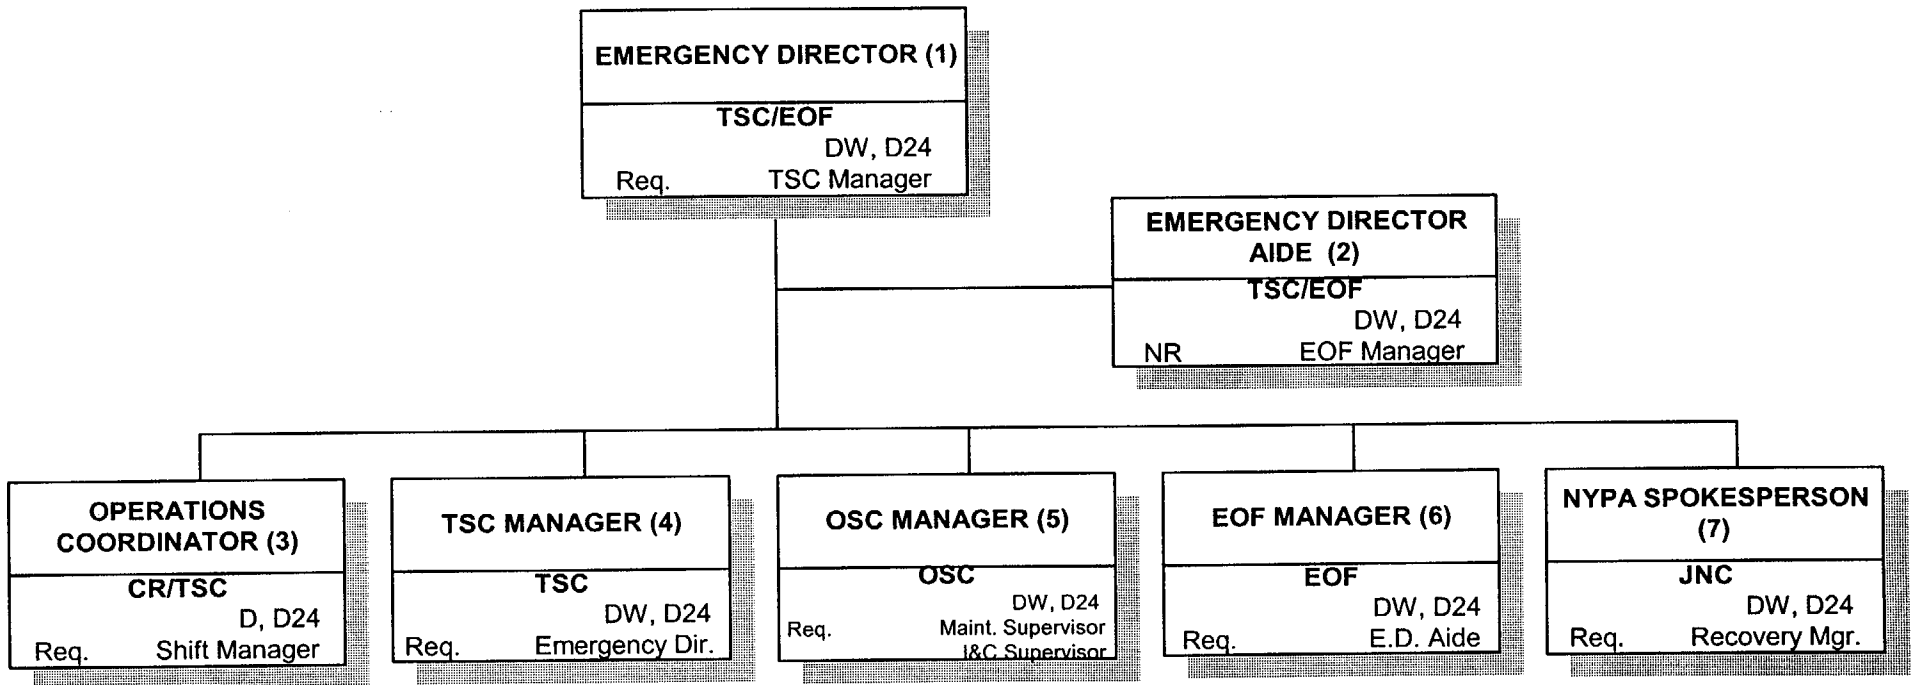 EMERGENCY DIRECTOR (1)
TSC/EOF
DW, D24
Req. TSC Manager
EMERGENCY DIRECTOR
AIDE (2)
TSC/EOF
DW, D24
NR EOF Manager
OPERATIONS
COORDINATOR (3)
CR/TSC
D, D24
Req. Shift Manager
TSC MANAGER (4)
TSC
DW, D24
Req. Emergency Dir.
OSC MANAGER (5)
OSC
DW, D24
Req. Maint. Supervisor
I&C Supervisor
EOF MANAGER (6)
EOF
DW, D24
Req. E.D. Aide
NYPA SPOKESPERSON
(7)
JNC
DW, D24
Req. Recovery Mgr.